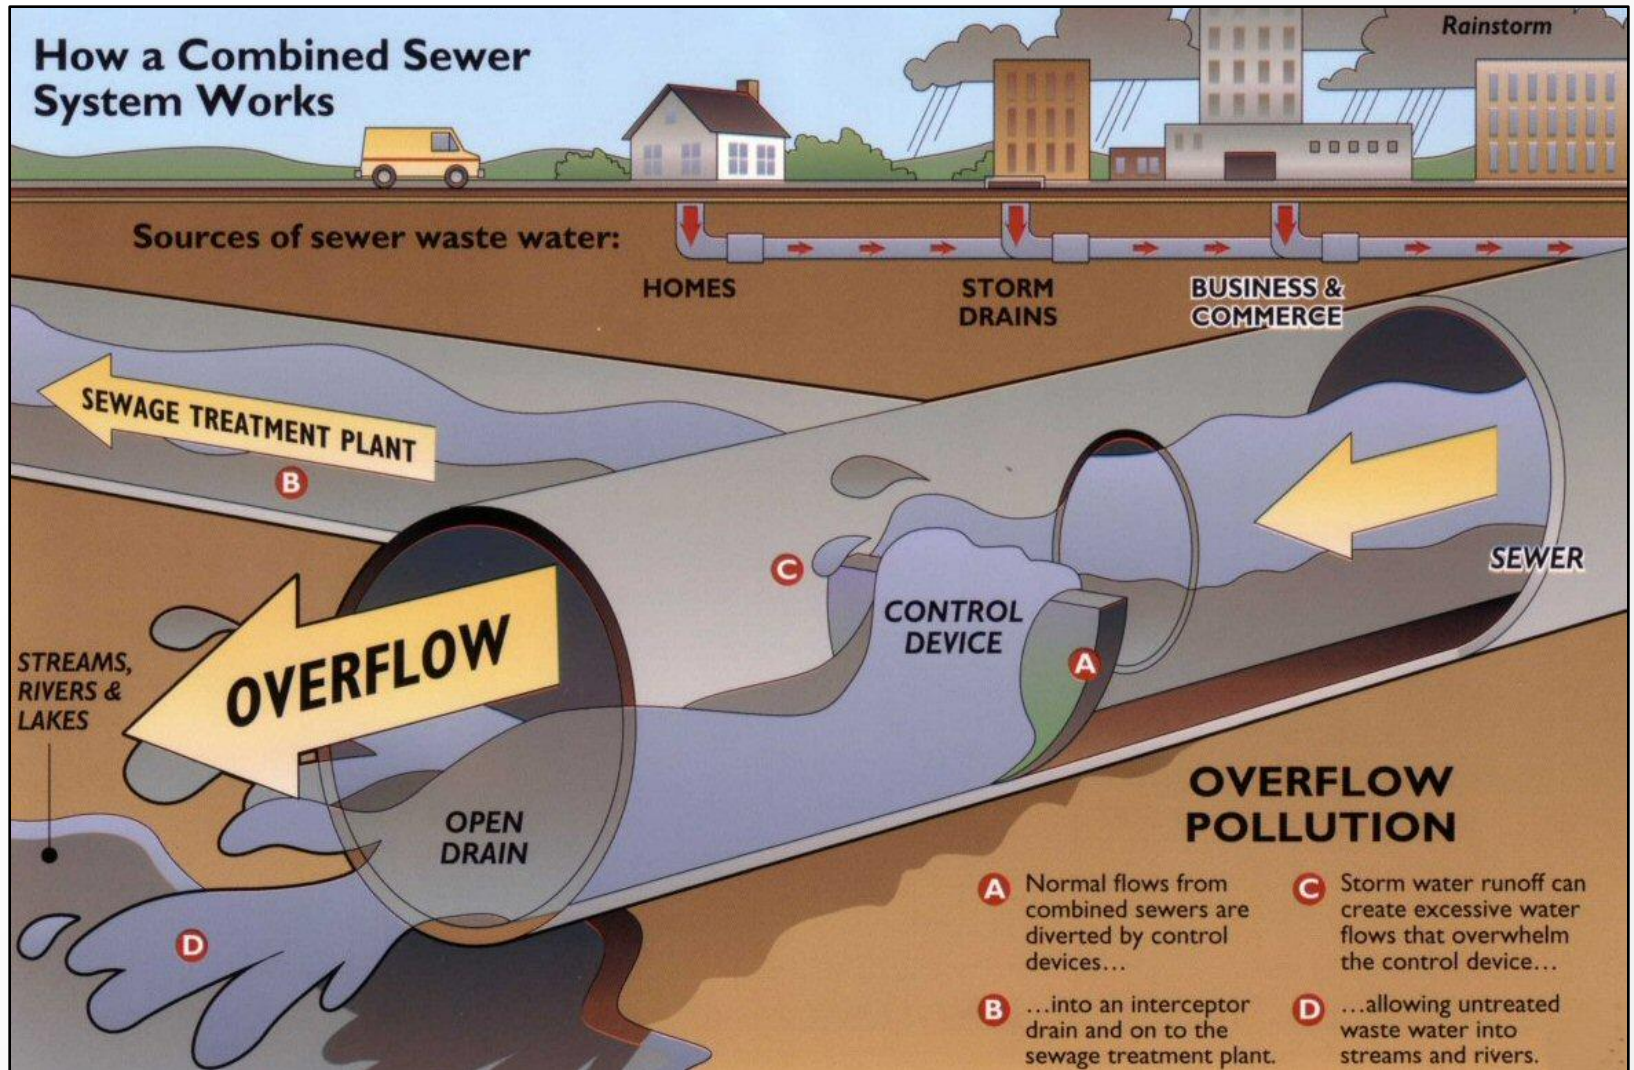 How a Combined Sewer
System Works
Rainstorm
Sources of sewer waste water:
HOMES
STORM
DRAINS
BUSINESS &
COMMERCE
SEWAGE TREATMENT PLANT
B
C
CONTROL
DEVICE
A
SEWER
OVERFLOW
STREAMS,
RIVERS &
LAKES
OPEN
DRAIN
D
OVERFLOW
POLLUTION
A Normal flows from
combined sewers are
diverted by control
devices...
B ...into an interceptor
drain and on to the
sewage treatment plant.
C Storm water runoff can
create excessive water
flows that overwhelm
the control device...
D ...allowing untreated
waste water into
streams and rivers.